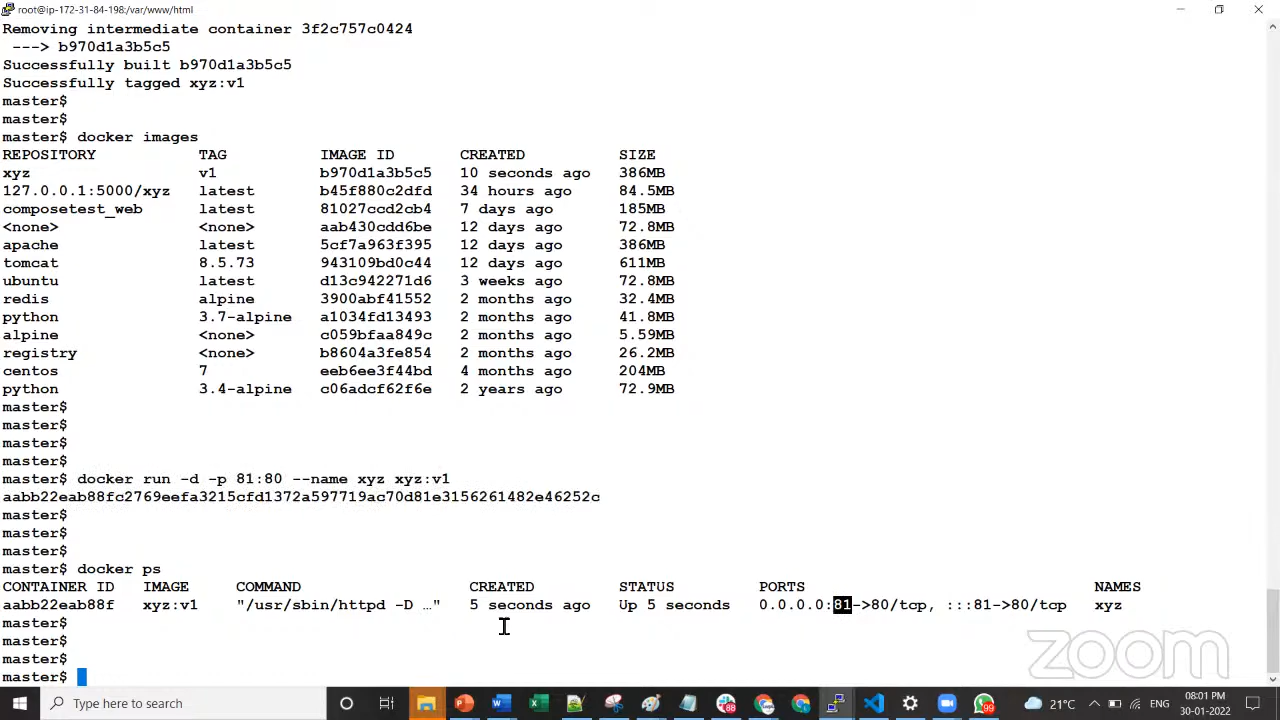 root@ip-172-31-84-198:/var/www/html
Removing intermediate container 3f2c757c0424
---> b970d1a3b5c5
Successfully built b970d1a3b5c5
Successfully tagged xyz:v1
master$
master$
master$ docker images
REPOSITORY TAG IMAGE ID CREATED SIZE
xyz v1 b970d1a3b5c5 10 seconds ago 386MB
127.0.0.1:5000/xyz latest b45f880c2dfd 34 hours ago 84.5MB
composetest_web latest 81027ccd2cb4 7 days ago 185MB
<none> <none> aab430cdd6be 12 days ago 72.8MB
apache latest 5cf7a963f395 12 days ago 386MB
tomcat 8.5.73 943109bd0c44 12 days ago 611MB
ubuntu latest d13c942271d6 3 weeks ago 72.8MB
redis alpine 3900abf41552 2 months ago 32.4MB
python 3.7-alpine a1034fd13493 2 months ago 41.8MB
alpine <none> c059bfaa849c 2 months ago 5.59MB
registry <none> b8604a3fe854 2 months ago 26.2MB
centos 7 eeb6ee3f44bd 4 months ago 204MB
python 3.4-alpine c06adcf62f6e 2 years ago 72.9MB
master$
master$
master$
master$
master$ docker run -d -p 81:80 --name xyz xyz:v1
aabb22eab88fc2769eefa3215cfd1372a597719ac70d81e3156261482e46252c
master$
master$
master$
master$ docker ps
CONTAINER ID IMAGE COMMAND CREATED STATUS PORTS NAMES
aabb22eab88f xyz:v1 "/usr/sbin/httpd -D …" 5 seconds ago Up 5 seconds 0.0.0.0:81->80/tcp, :::81->80/tcp xyz
master$
master$
master$
master$
zoom
Type here to search
88
99
21°C
ENG
08:01 PM
30-01-2022